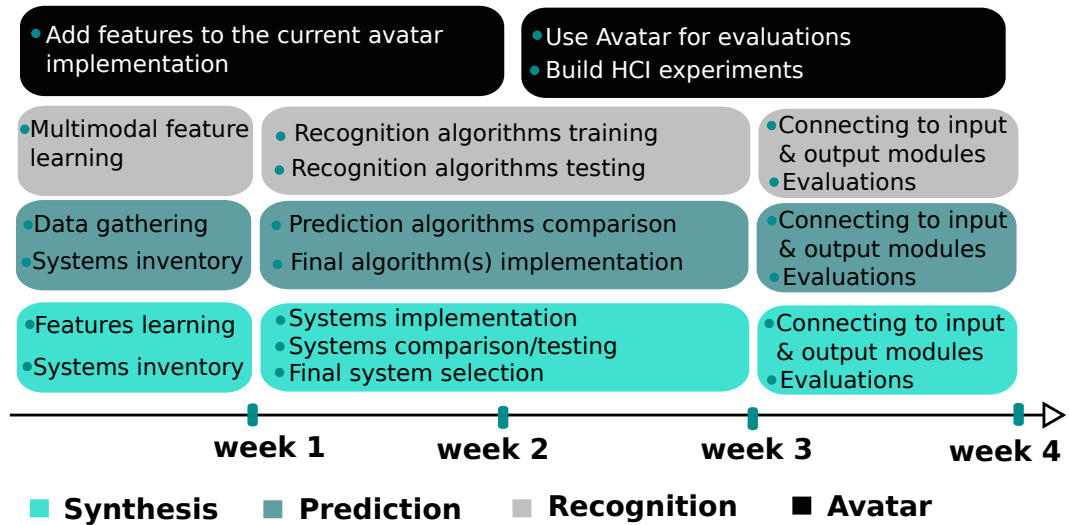 Add features to the current avatar
implementation
Use Avatar for evaluations
Build HCI experiments
Multimodal feature
learning
Recognition algorithms training
Recognition algorithms testing
Connecting to input
& output modules
Evaluations
Data gathering
Systems inventory
Prediction algorithms comparison
Final algorithm(s) implementation
Connecting to input
& output modules
Evaluations
Features learning
Systems inventory
Systems implementation
Systems comparison/testing
Final system selection
Connecting to input
& output modules
Evaluations
week 1
week 2
week 3
week 4
Synthesis
Prediction
Recognition
Avatar